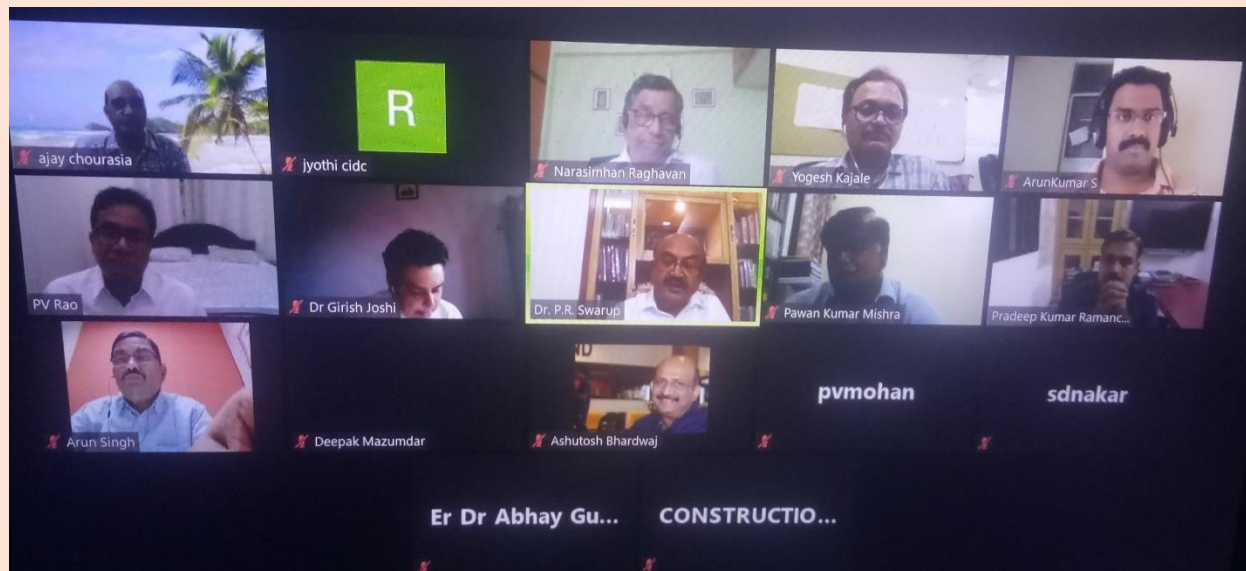 R
ajay chourasia
jyothi cidc
Narasimhan Raghavan
Yogesh Kajale
ArunKumar S
PV Rao
Dr Girish Joshi
Dr. P.R. Swarup
Pawan Kumar Mishra
Pradeep Kumar Ramanc...
ND
Arun Singh
Deepak Mazumdar
Ashutosh Bhardwaj
pvmohan
sdnakar
Er Dr Abhay Gu...
CONSTRUCTIO...